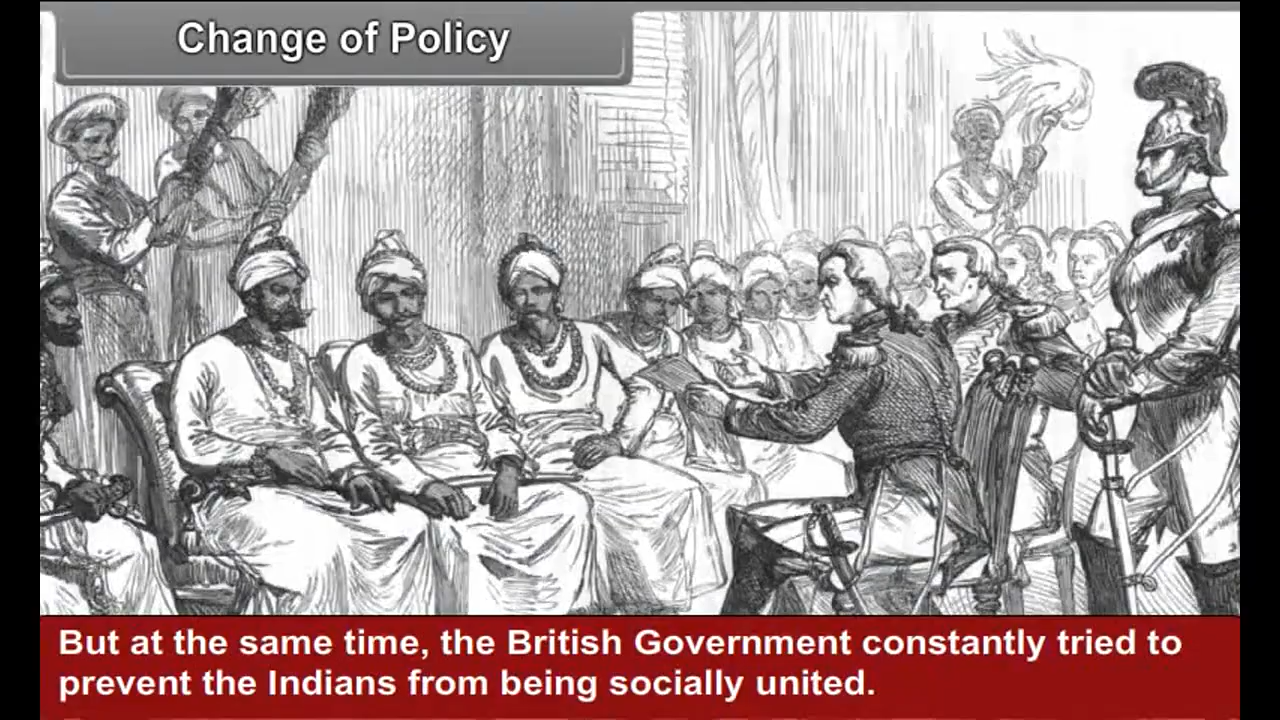 Change of Policy
But at the same time, the British Government constantly tried to
prevent the Indians from being socially united.